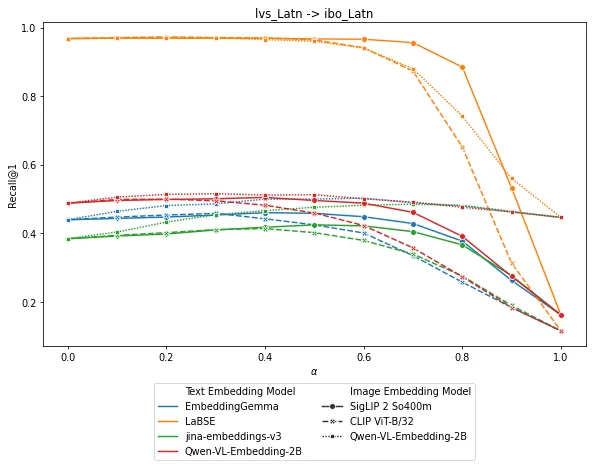 lvs_Latn -> ibo_Latn
1.0
0.8
0.6
0.4
0.2
Recall@1
0.0 0.2 0.4 0.6 0.8 1.0
α
Text Embedding Model Image Embedding Model
EmbeddingGemma SigLIP 2 So400m
LaBSE CLIP ViT-B/32
jina-embeddings-v3 Qwen-VL-Embedding-2B
Qwen-VL-Embedding-2B